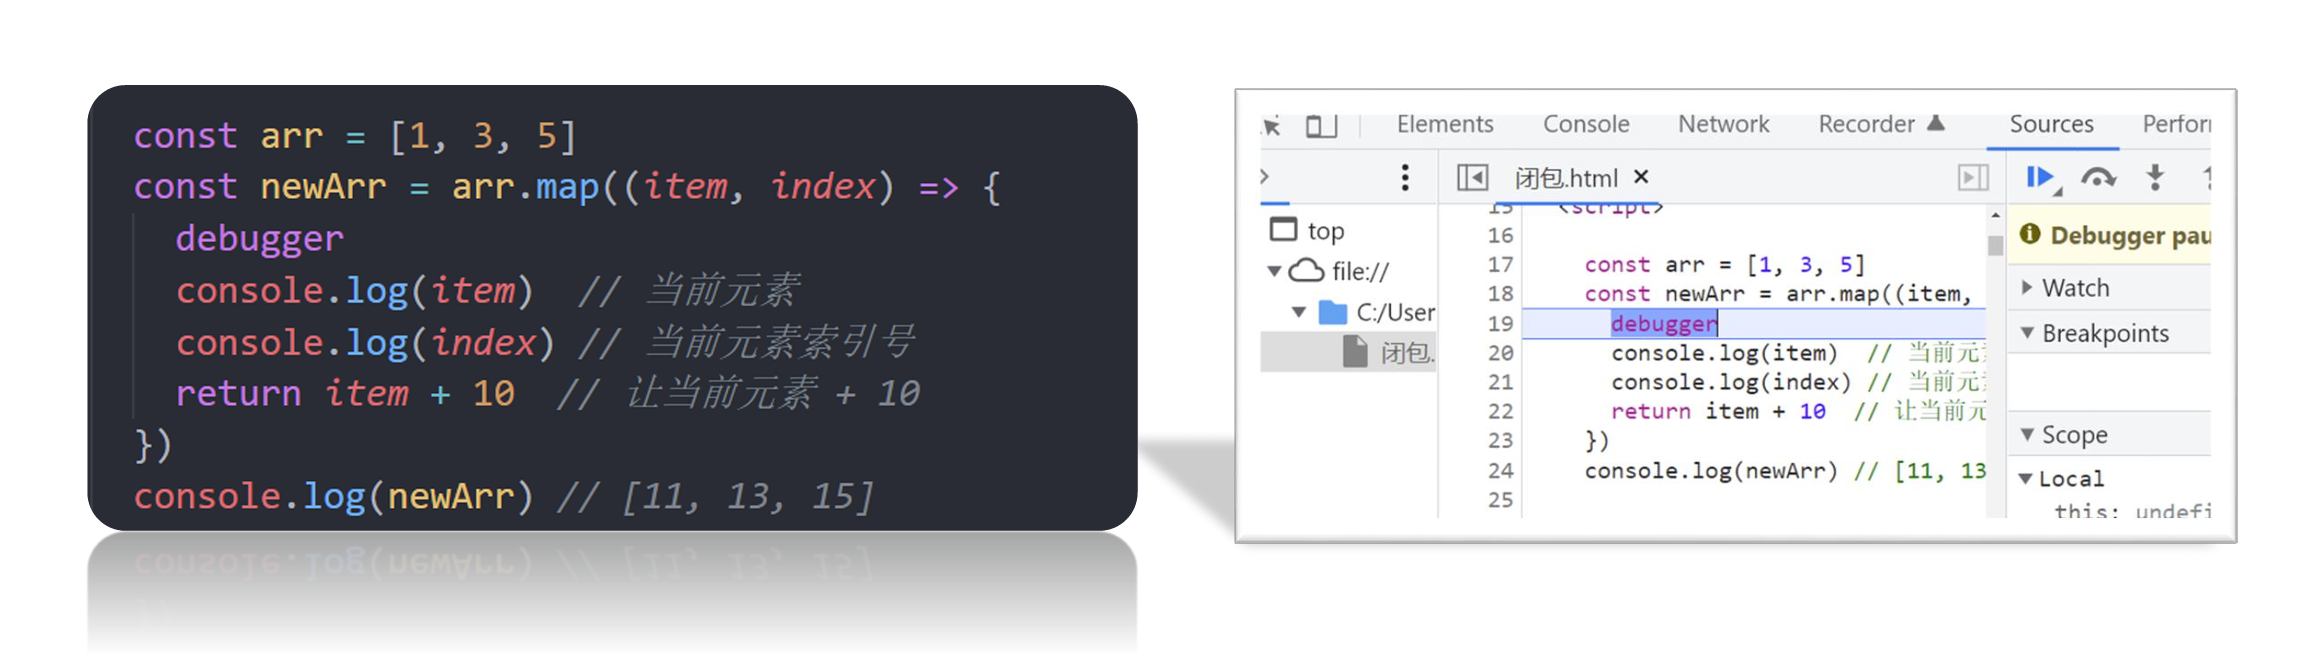 const arr = [1, 3, 5]
const newArr = arr.map((item, index) => {
debugger
console.log(item) // 当前元素
console.log(index) // 当前元素索引号
return item + 10 // 让当前元素 + 10
})
console.log(newArr) // [11, 13, 15]
Elements Console Network Recorder Sources Perfor
闭包.html ×
top
file://
C:/User
闭包.
15 <script>
16
17 const arr = [1, 3, 5]
18 const newArr = arr.map((item,
19 debugger
20 console.log(item) // 当前元
21 console.log(index) // 当前元
22 return item + 10 // 让当前元
23 })
24 console.log(newArr) // [11, 13
25
Debugger pau
Watch
Breakpoints
Scope
Local
this: undefi